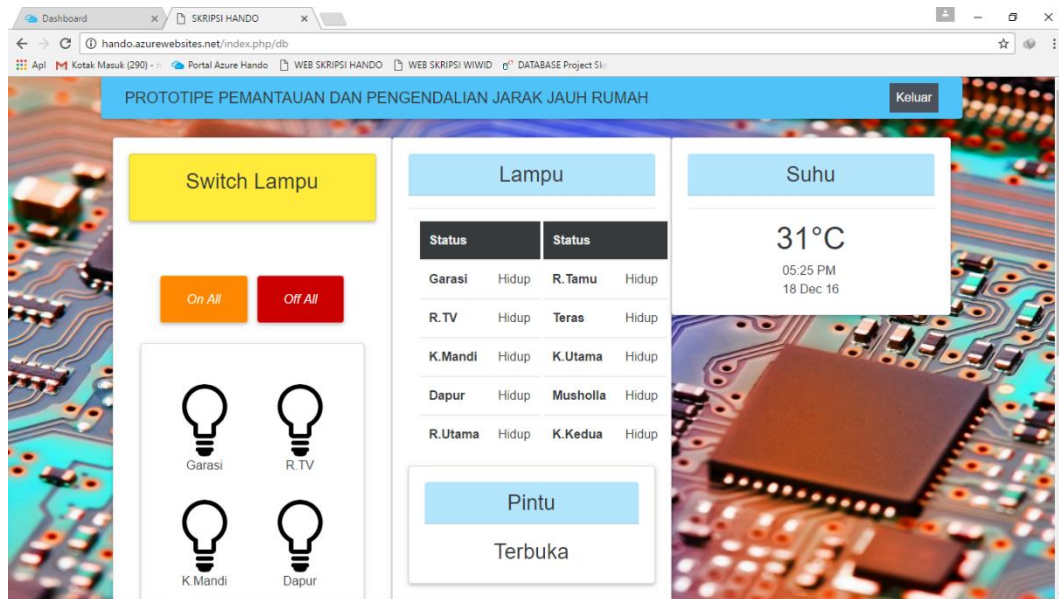 Dashboard
SKRIPSI HANDO
hando.azurewebsites.net/index.php/db
Apl
Kotak Masuk (290) -
Portal Azure Hando
WEB SKRIPSI HANDO
WEB SKRIPSI WIWID
DATABASE Project
PROTOTIPE PEMANTAUAN DAN PENGENDALIAN JARAK JAUH RUMAH
Keluar
Switch Lampu
On All
Off All
Garasi
R.TV
K.Mandi
Dapur
Lampu
Status Status
Garasi Hidup R.Tamu Hidup
R.TV Hidup Teras Hidup
K.Mandi Hidup K.Utama Hidup
Dapur Hidup Musholla Hidup
R.Utama Hidup K.Kedua Hidup
Pintu
Terbuka
Suhu
31°C
05:25 PM
18 Dec 16